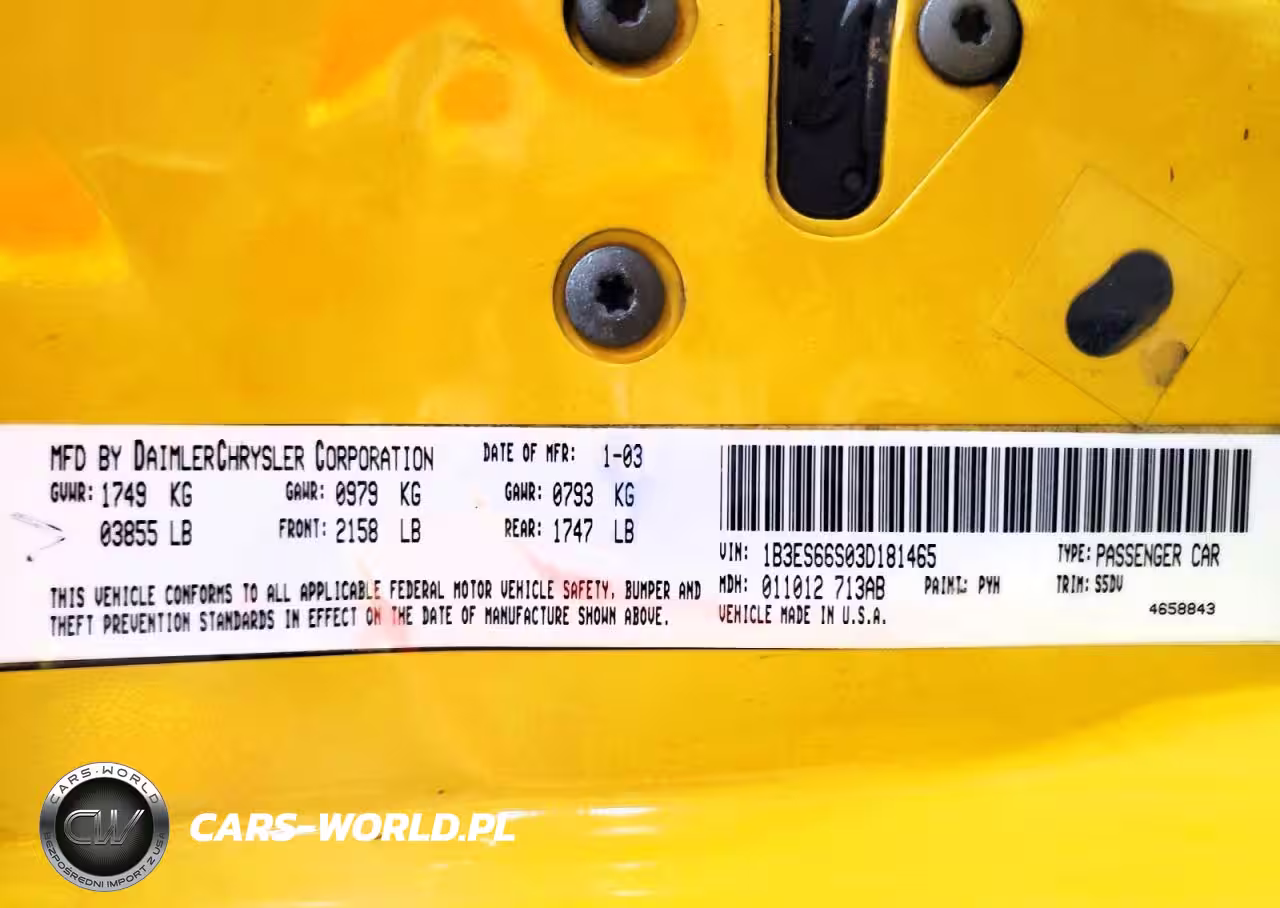 MFD BY DAIMLERCHRYSLER CORPORATION DATE OF MFR: 1-03
GVWR: 1749 KG GAWR: 0979 KG GAWR: 0793 KG
03855 LB FRONT: 2158 LB REAR: 1747 LB
THIS VEHICLE CONFORMS TO ALL APPLICABLE FEDERAL MOTOR VEHICLE SAFETY, BUMPER AND
THEFT PREVENTION STANDARDS IN EFFECT ON THE DATE OF MANUFACTURE SHOWN ABOVE.
VIN: 1B3ES66S03D181465 TYPE: PASSENGER CAR
MDH: 011012 713AB PAINT: PYH TRIM: S5DV
4658843
VEHICLE MADE IN U.S.A.
CARS-WORLD
CW
BEZPOŚREDNI IMPORT Z USA
CARS-WORLD.PL